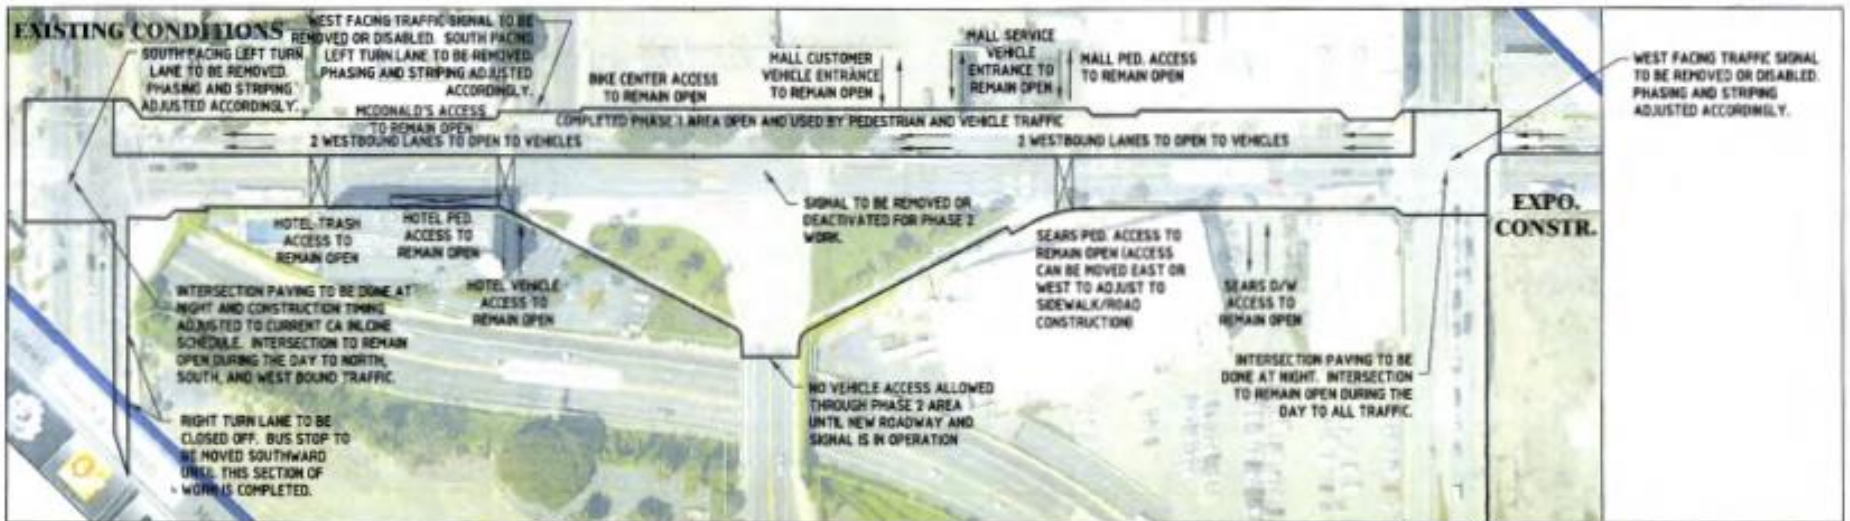 EXISTING CONDITIONS
SOUTH FACING LEFT TURN
LANE TO BE REMOVED.
PHASING AND STRIPING
ADJUSTED ACCORDINGLY.
WEST FACING TRAFFIC SIGNAL TO BE
REMOVED OR DISABLED. SOUTH FACING
LEFT TURN LANE TO BE REMOVED.
PHASING AND STRIPING ADJUSTED
ACCORDINGLY.
MCDONALD'S ACCESS
TO REMAIN OPEN
BIKE CENTER ACCESS
TO REMAIN OPEN
MALL CUSTOMER
VEHICLE ENTRANCE
TO REMAIN OPEN
MALL SERVICE
VEHICLE
ENTRANCE TO
REMAIN OPEN
MALL PED. ACCESS
TO REMAIN OPEN
WEST FACING TRAFFIC SIGNAL
TO BE REMOVED OR DISABLED.
PHASING AND STRIPING
ADJUSTED ACCORDINGLY.
COMPLETED PHASE 1 AREA OPEN AND USED BY PEDESTRIAN AND VEHICLE TRAFFIC
2 WESTBOUND LANES TO OPEN TO VEHICLES
2 WESTBOUND LANES TO OPEN TO VEHICLES
HOTEL TRASH
ACCESS TO
REMAIN OPEN
HOTEL PED.
ACCESS TO
REMAIN OPEN
HOTEL VEHICLE
ACCESS TO
REMAIN OPEN
SIGNAL TO BE REMOVED OR
DEACTIVATED FOR PHASE 2
WORK.
SEARS PED. ACCESS TO
REMAIN OPEN (ACCESS
CAN BE MOVED EAST OR
WEST TO ADJUST TO
SIDEWALK/ROAD
CONSTRUCTION)
SEARS D/W
ACCESS TO
REMAIN OPEN
EXPO.
CONSTR.
INTERSECTION PAVING TO BE DONE AT
NIGHT AND CONSTRUCTION TIMING
ADJUSTED TO CURRENT CA INCLINE
SCHEDULE. INTERSECTION TO REMAIN
OPEN DURING THE DAY TO NORTH,
SOUTH, AND WEST BOUND TRAFFIC.
RIGHT TURN LANE TO BE
CLOSED OFF. BUS STOP TO
BE MOVED SOUTHWARD
UNTIL THIS SECTION OF
WORK IS COMPLETED.
NO VEHICLE ACCESS ALLOWED
THROUGH PHASE 2 AREA
UNTIL NEW ROADWAY AND
SIGNAL IS IN OPERATION
INTERSECTION PAVING TO BE
DONE AT NIGHT. INTERSECTION
TO REMAIN OPEN DURING THE
DAY TO ALL TRAFFIC.